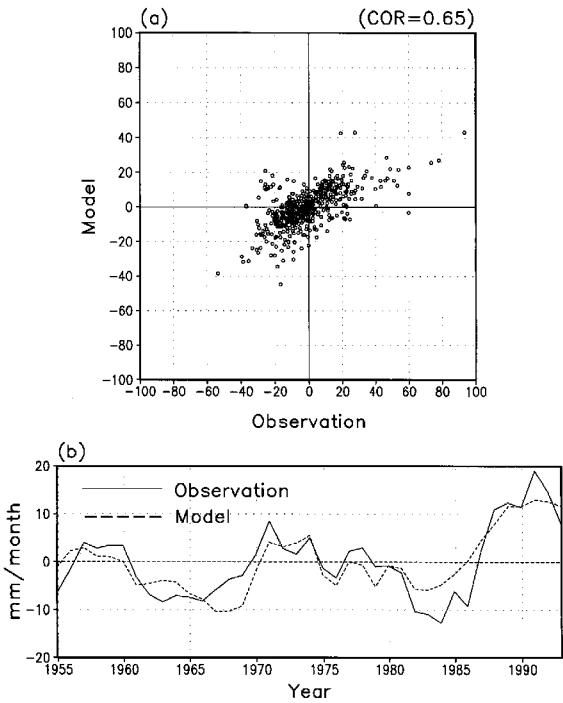 (a) (COR=0.65)
100
80
60
40
20
0
-20
-40
-60
-80
-100
Model
-100 -80 -60 -40 -20 0 20 40 60 80 100
Observation
(b)
20
10
0
-10
-20
mm/month
Observation
Model
1955 1960 1965 1970 1975 1980 1985 1990
Year